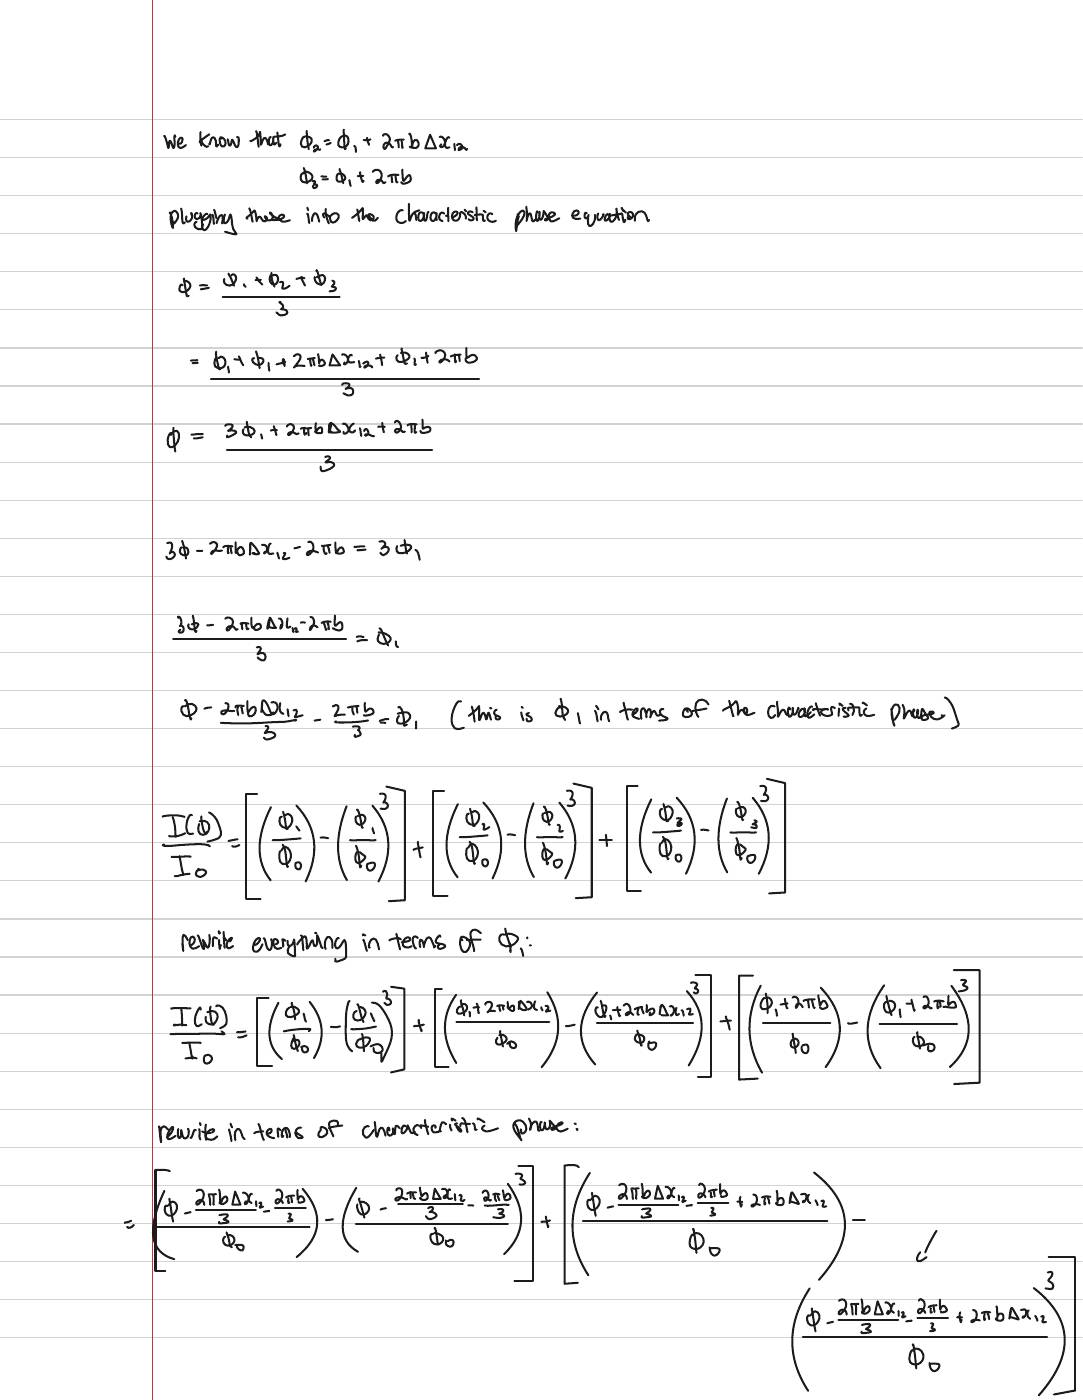 We know that ϕ₂ = ϕ₁ + 2πbΔx₁₂
ϕ₃ = ϕ₁ + 2πb
plugging these into the characteristic phase equation
ϕ = (ϕ₁ + ϕ₂ + ϕ₃)/3
= (ϕ₁ + ϕ₁ + 2πbΔx₁₂ + ϕ₁ + 2πb)/3
ϕ = (3ϕ₁ + 2πbΔx₁₂ + 2πb)/3
3ϕ - 2πbΔx₁₂ - 2πb = 3ϕ₁
(3ϕ - 2πbΔx₁₂ - 2πb)/3 = ϕ₁
ϕ - 2πbΔx₁₂/3 - 2πb/3 = ϕ₁ (this is ϕ₁ in terms of the characteristic phase)
I(ϕ)/I₀ = [(ϕ₁/ϕ₀) - (ϕ₁/ϕ₀)³] + [(ϕ₂/ϕ₀) - (ϕ₂/ϕ₀)³] + [(ϕ₃/ϕ₀) - (ϕ₃/ϕ₀)³]
rewrite everything in terms of ϕ₁:
I(ϕ)/I₀ = [(ϕ₁/ϕ₀) - (ϕ₁/ϕ₀)³] + [((ϕ₁ + 2πbΔx₁₂)/ϕ₀) - ((ϕ₁ + 2πbΔx₁₂)/ϕ₀)³] + [((ϕ₁ + 2πb)/ϕ₀) - ((ϕ₁ + 2πb)/ϕ₀)³]
rewrite in terms of characteristic phase:
= [((ϕ - 2πbΔx₁₂/3 - 2πb/3)/ϕ₀) - ((ϕ - 2πbΔx₁₂/3 - 2πb/3)/ϕ₀)³] + [((ϕ - 2πbΔx₁₂/3 - 2πb/3 + 2πbΔx₁₂)/ϕ₀) -
((ϕ - 2πbΔx₁₂/3 - 2πb/3 + 2πbΔx₁₂)/ϕ₀)³]